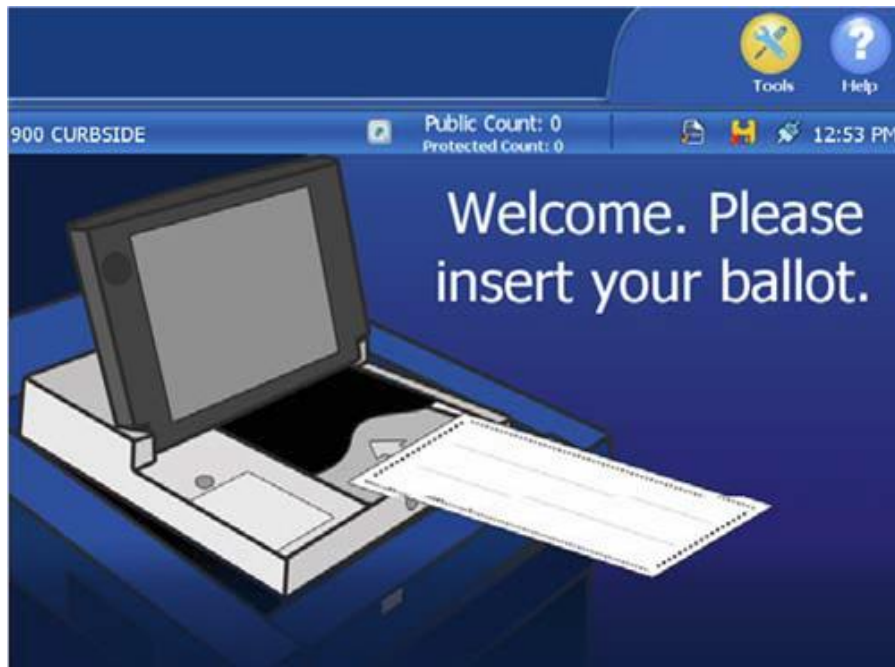 Tools Help
900 CURBSIDE Public Count: 0 12:53 PM
Protected Count: 0
Welcome. Please
insert your ballot.